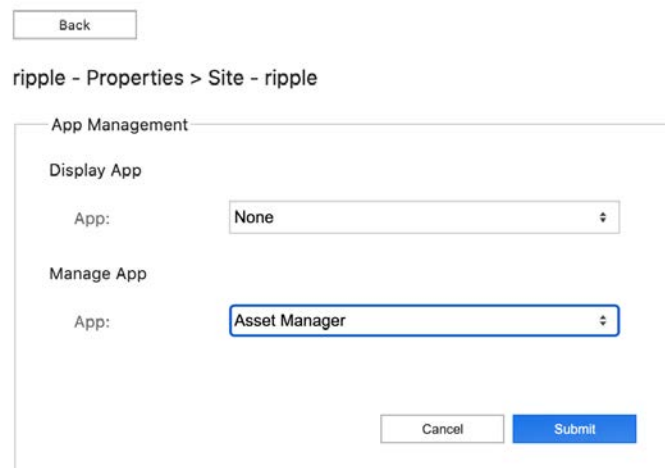 Back
ripple - Properties > Site - ripple
App Management
Display App
App: None
Manage App
App: Asset Manager
Cancel Submit